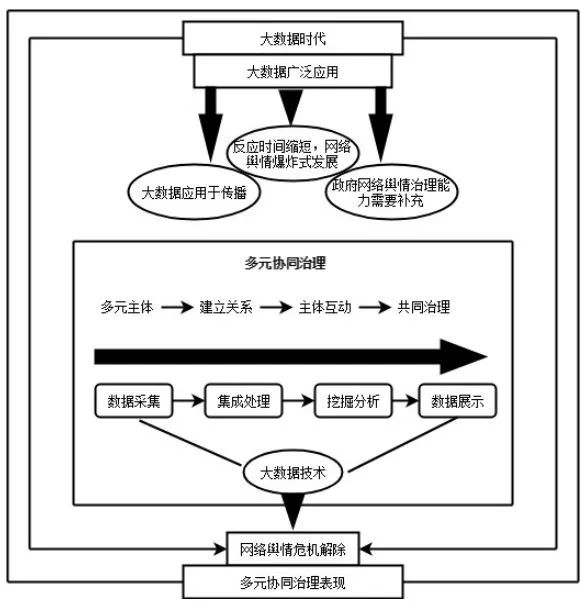 大数据时代
大数据广泛应用
反应时间缩短，网络
舆情爆炸式发展
大数据应用于传播
政府网络舆情治理能
力需要补充
多元协同治理
多元主体 建立关系 主体互动 共同治理
数据采集 集成处理 挖掘分析 数据展示
大数据技术
网络舆情危机解除
多元协同治理表现